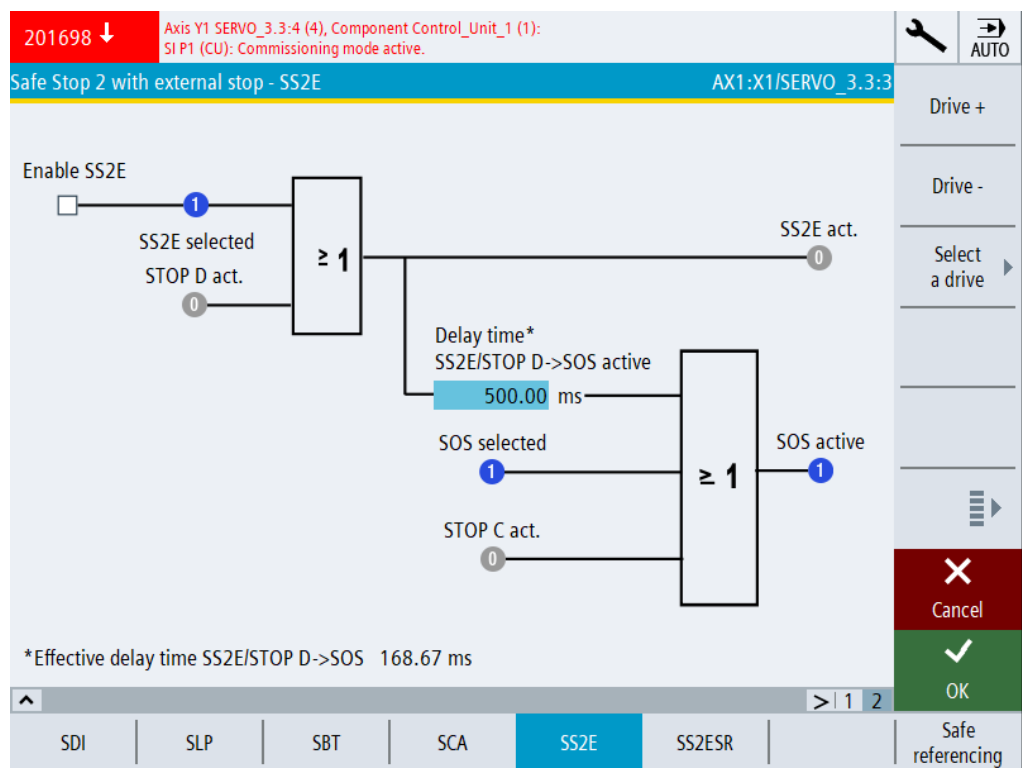 201698
Axis Y1 SERVO_3.3:4 (4), Component Control_Unit_1 (1):
SI P1 (CU): Commissioning mode active.
AUTO
Safe Stop 2 with external stop - SS2E
AX1:X1/SERVO_3.3:3
Drive +
Drive -
Select
a drive
Enable SS2E
1
SS2E selected
STOP D act.
0
≥ 1
SS2E act.
0
Delay time*
SS2E/STOP D->SOS active
500.00 ms
SOS selected
1
STOP C act.
0
≥ 1
SOS active
1
*Effective delay time SS2E/STOP D->SOS 168.67 ms
Cancel
OK
> 1 2
SDI
SLP
SBT
SCA
SS2E
SS2ESR
Safe
referencing